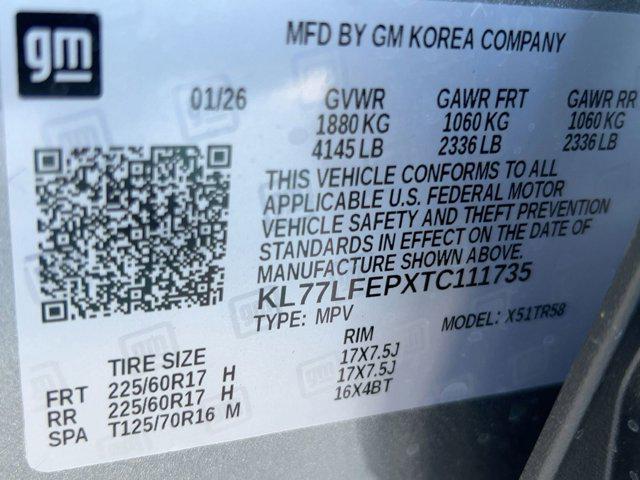 gm
MFD BY GM KOREA COMPANY
01/26 GVWR GAWR FRT GAWR RR
1880 KG 1060 KG 1060 KG
4145 LB 2336 LB 2336 LB
THIS VEHICLE CONFORMS TO ALL
APPLICABLE U.S. FEDERAL MOTOR
VEHICLE SAFETY AND THEFT PREVENTION
STANDARDS IN EFFECT ON THE DATE OF
MANUFACTURE SHOWN ABOVE.
KL77LFEPXTC111735
TYPE: MPV MODEL: X51TR58
TIRE SIZE RIM
FRT 225/60R17 H 17X7.5J
RR 225/60R17 H 17X7.5J
SPA T125/70R16 M 16X4BT